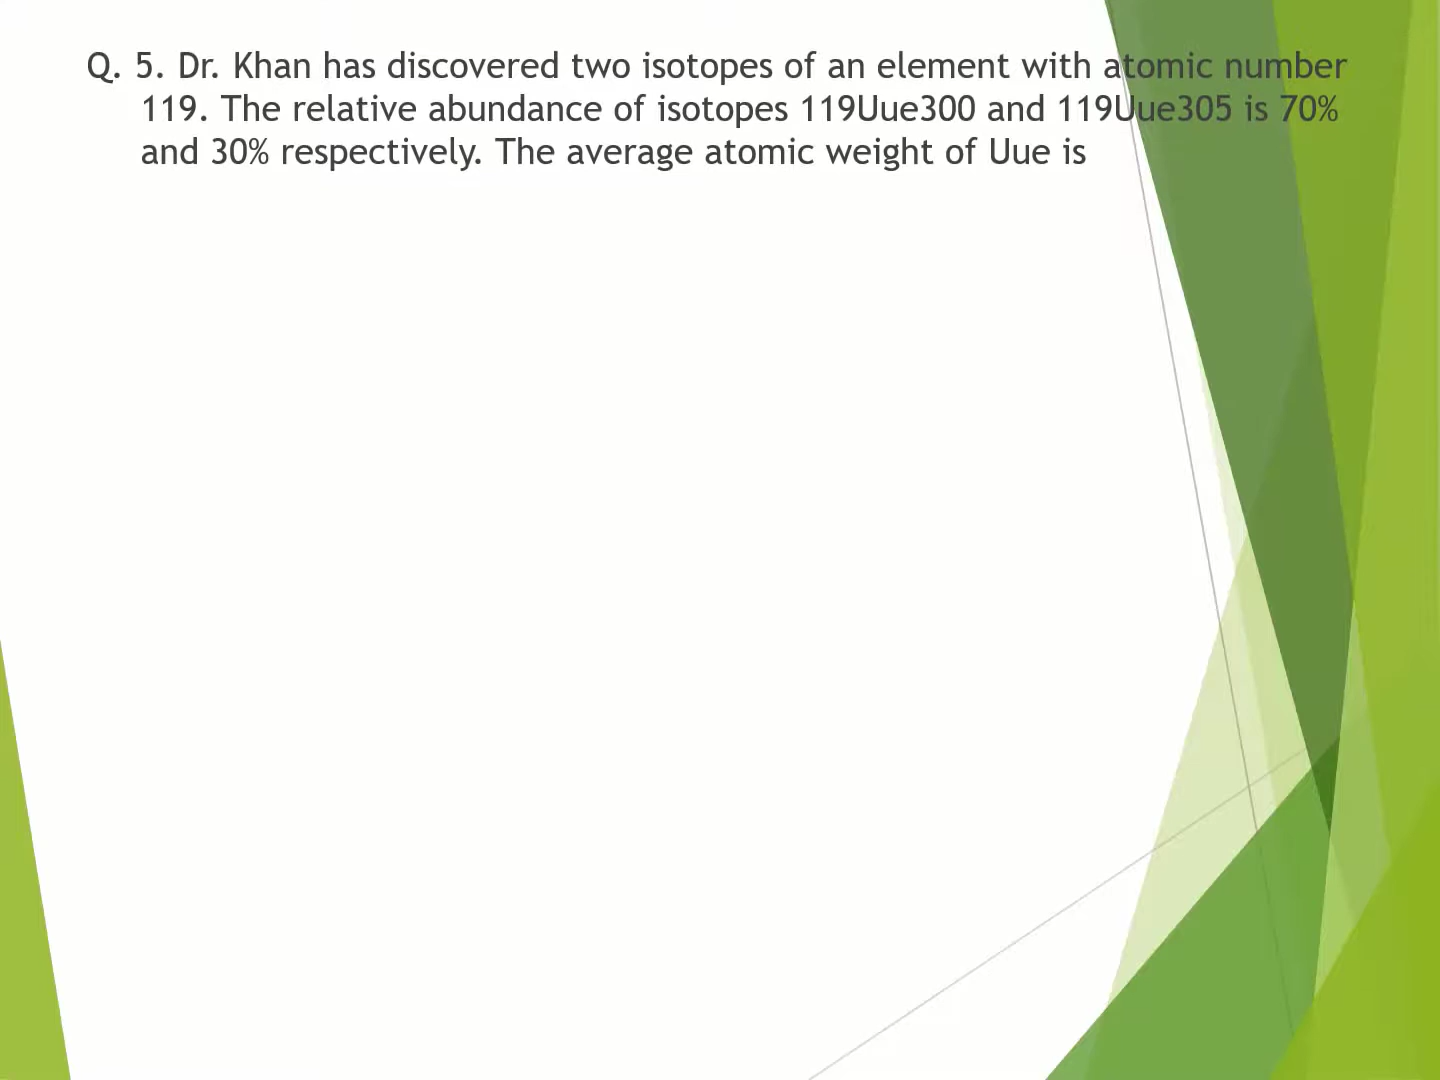 Q. 5. Dr. Khan has discovered two isotopes of an element with atomic number
119. The relative abundance of isotopes 119Uue300 and 119Uue305 is 70%
and 30% respectively. The average atomic weight of Uue is